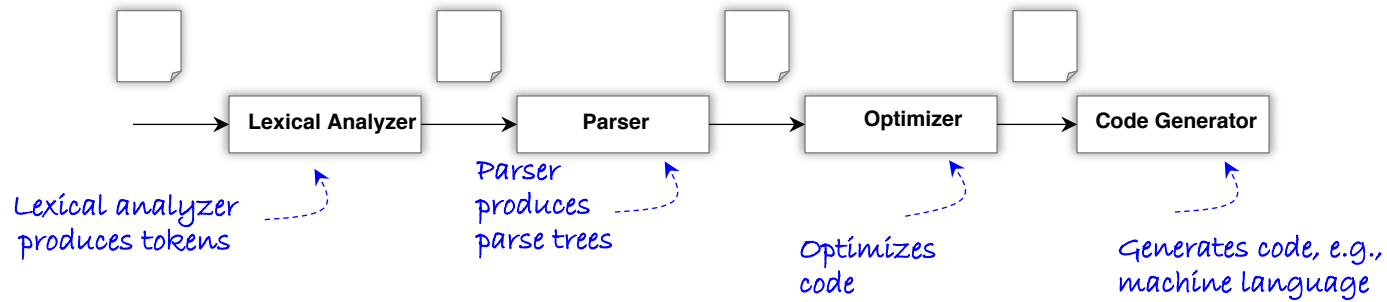 Lexical Analyzer
Parser
Optimizer
Code Generator
Lexical analyzer
produces tokens
Parser
produces
parse trees
Optimizes
code
Generates code, e.g.,
machine language